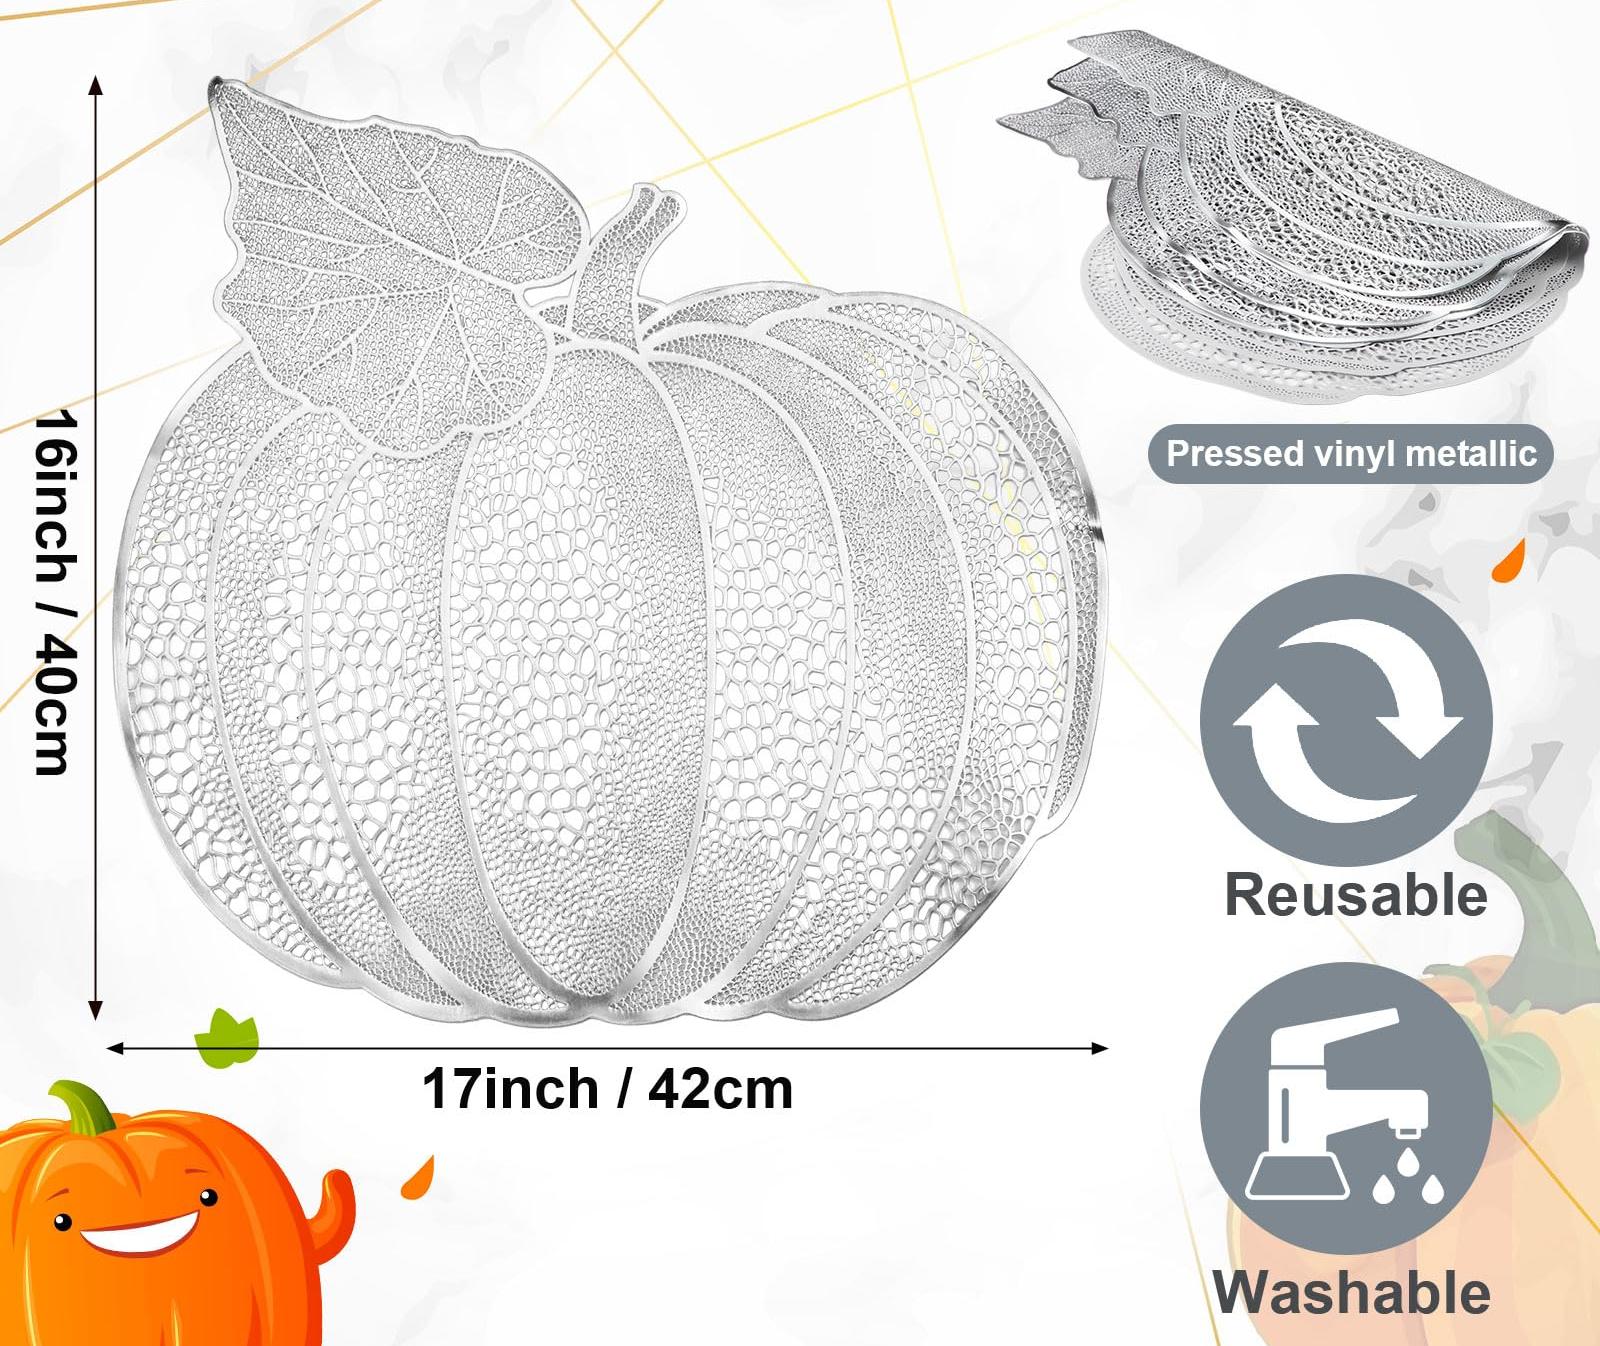 16inch / 40cm
17inch / 42cm
Pressed vinyl metallic
Reusable
Washable